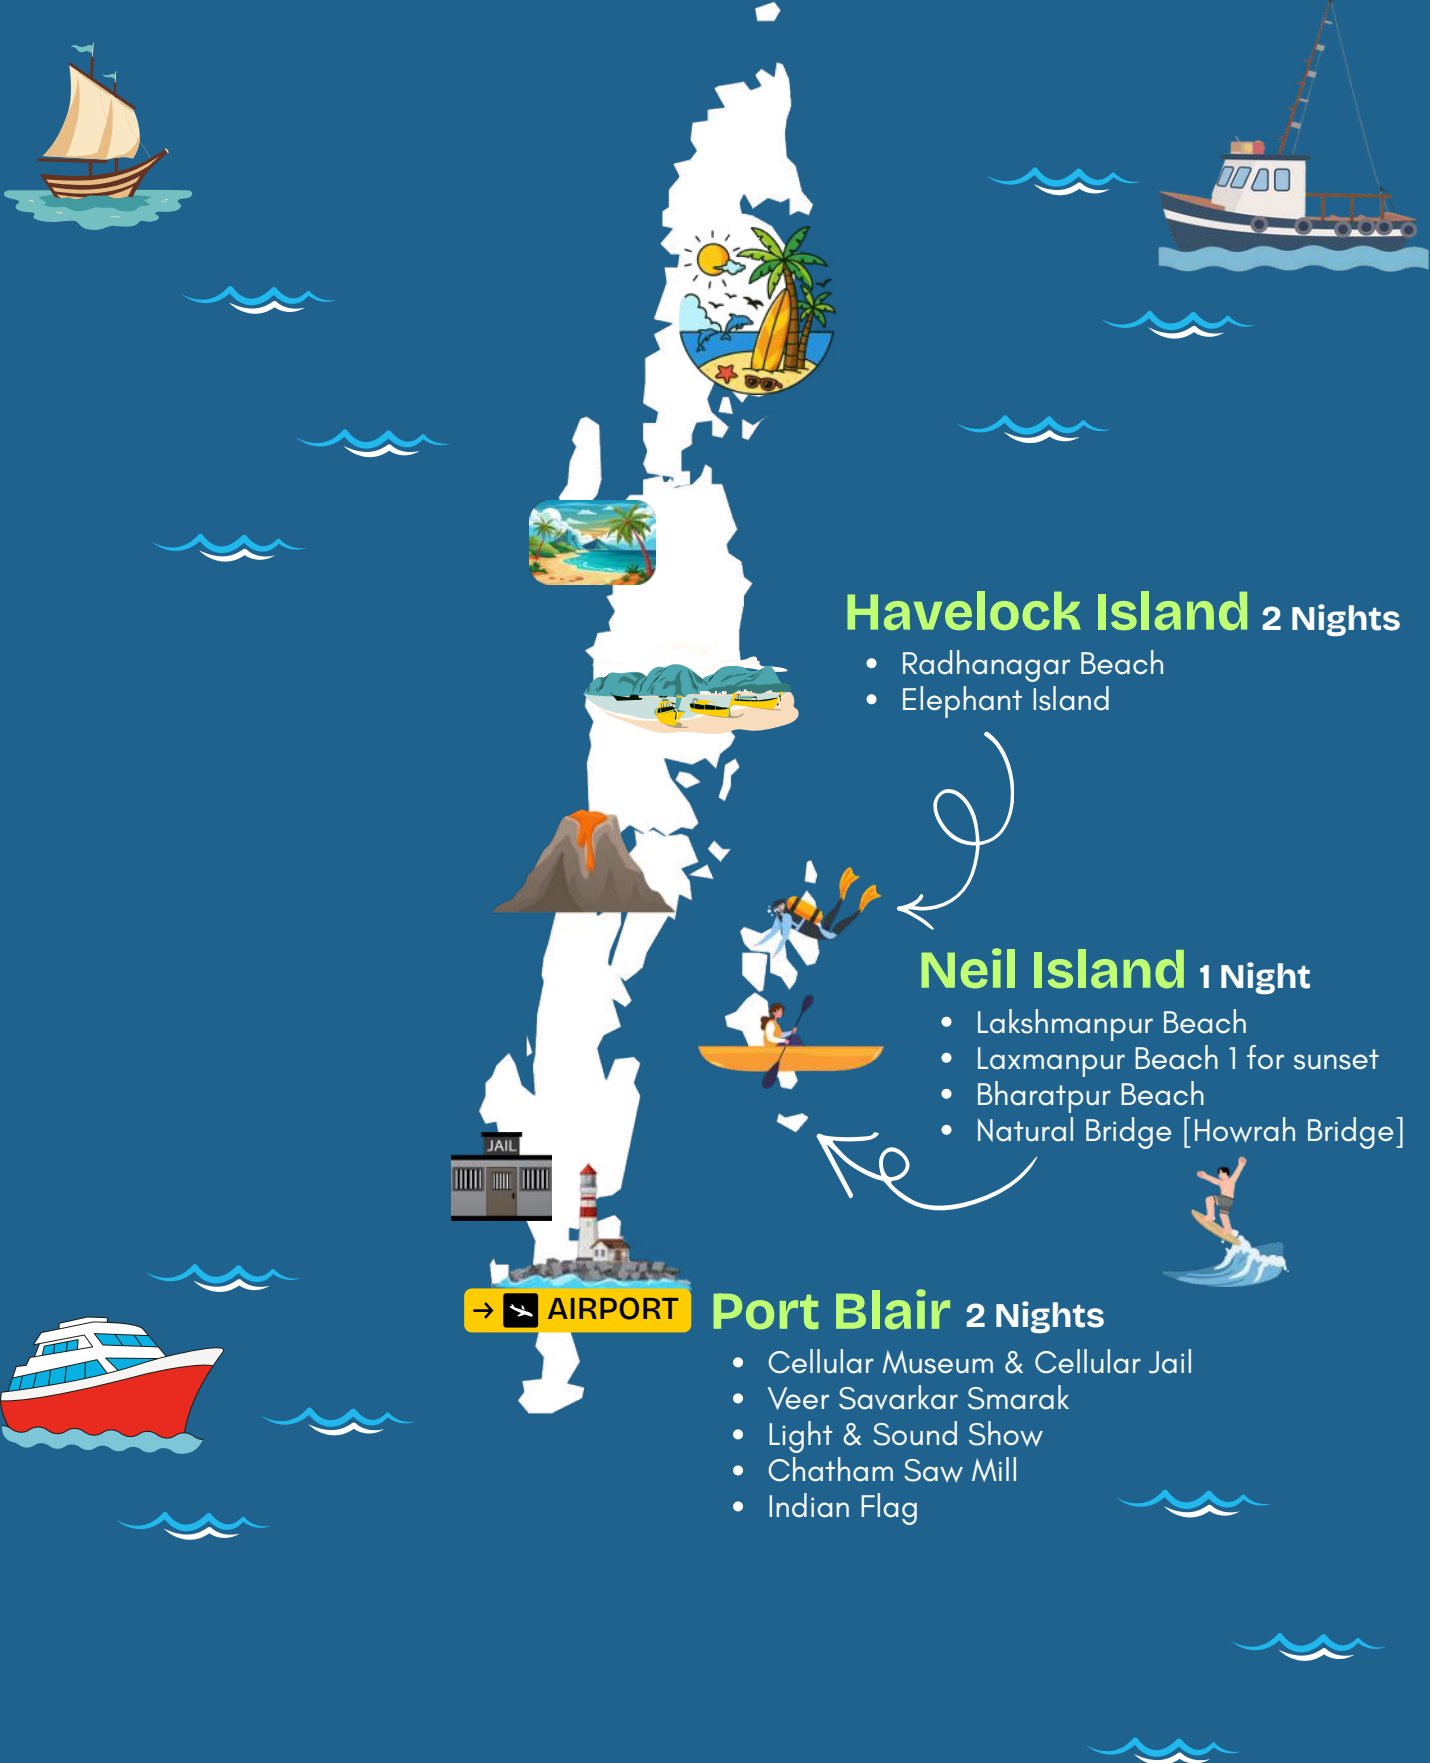 Havelock Island 2 Nights
• Radhanagar Beach
• Elephant Island
Neil Island 1 Night
• Lakshmanpur Beach
• Laxmanpur Beach 1 for sunset
• Bharatpur Beach
• Natural Bridge [Howrah Bridge]
JAIL
→ AIRPORT
Port Blair 2 Nights
• Cellular Museum & Cellular Jail
• Veer Savarkar Smarak
• Light & Sound Show
• Chatham Saw Mill
• Indian Flag